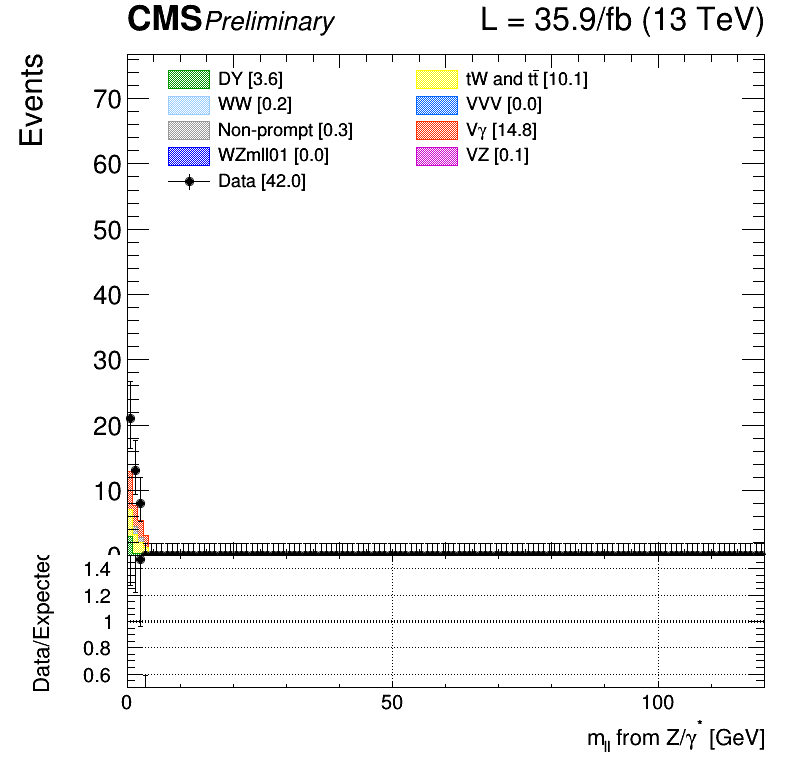 CMS Preliminary L = 35.9/fb (13 TeV)
Events
DY [3.6] tW and tt̄ [10.1]
WW [0.2] VVV [0.0]
Non-prompt [0.3] Vγ [14.8]
WZmll01 [0.0] VZ [0.1]
Data [42.0]
70
60
50
40
30
20
10
0
Data/Expected
1.4
1.2
1
0.8
0.6
0 50 100
m_ll from Z/γ* [GeV]